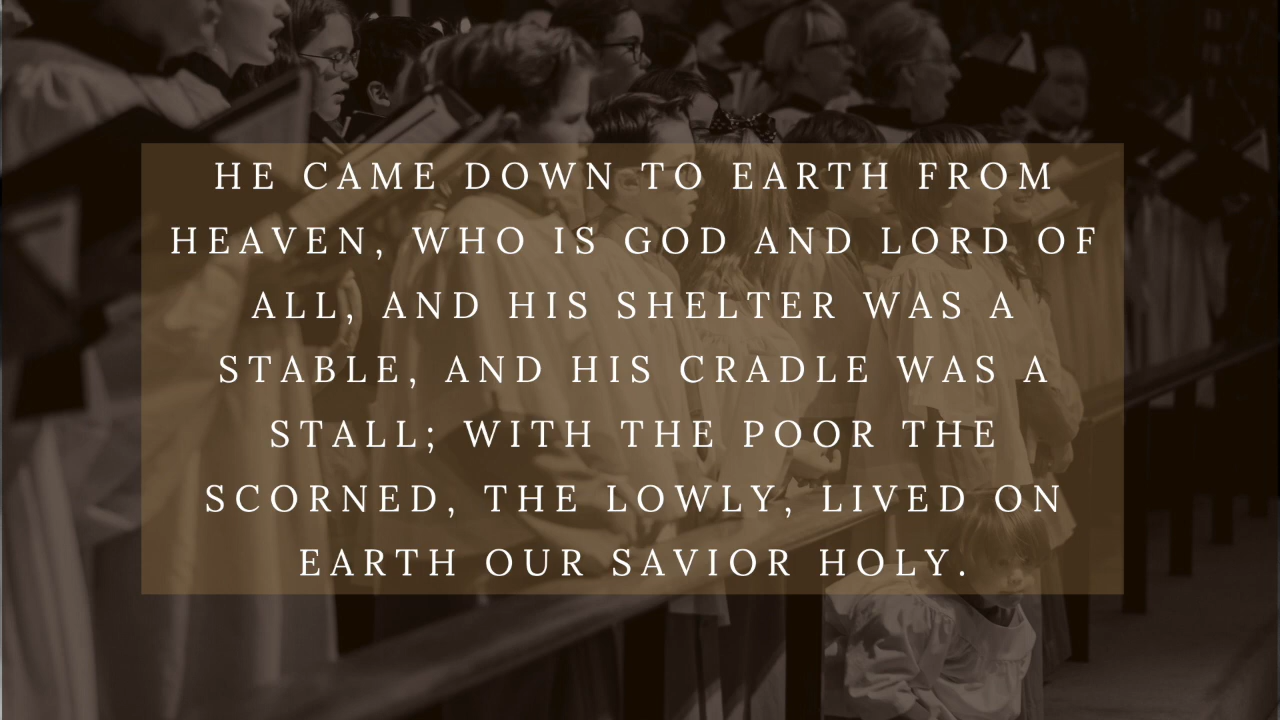 HE CAME DOWN TO EARTH FROM
HEAVEN, WHO IS GOD AND LORD OF
ALL, AND HIS SHELTER WAS A
STABLE, AND HIS CRADLE WAS A
STALL; WITH THE POOR THE
SCORNED, THE LOWLY, LIVED ON
EARTH OUR SAVIOR HOLY.